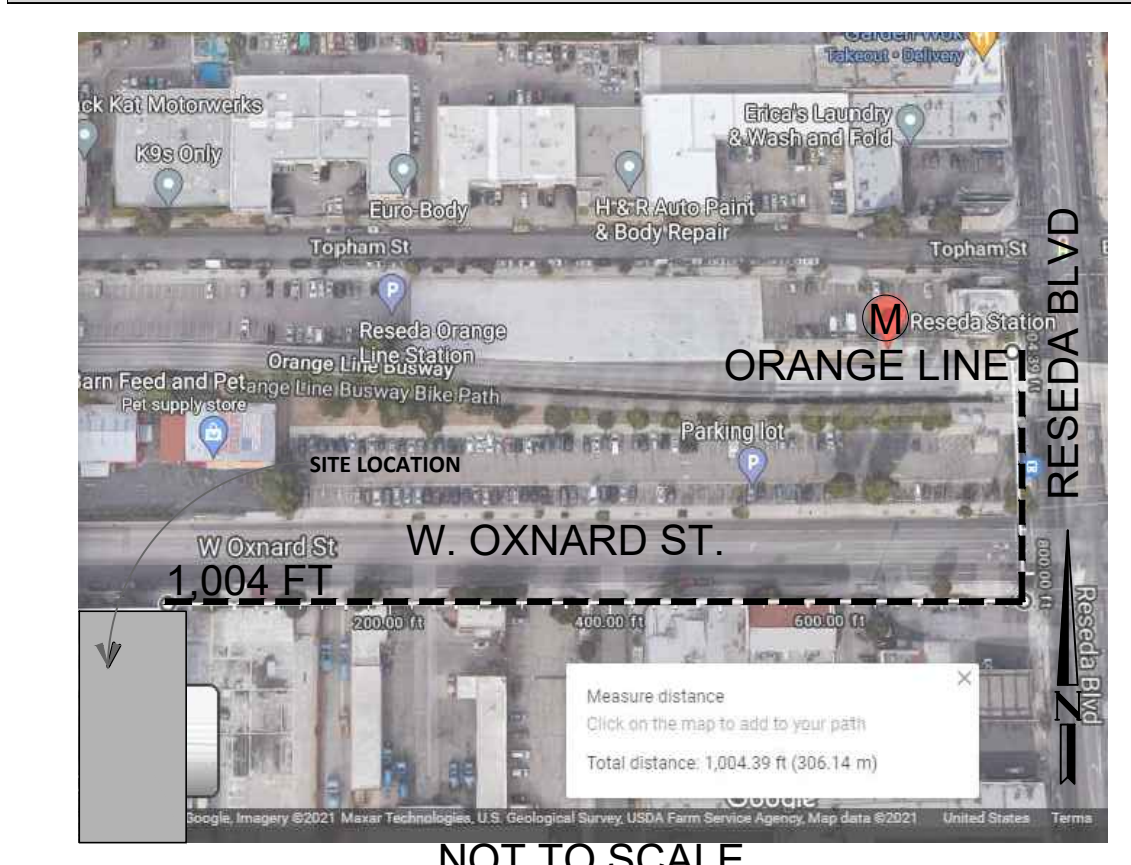 Garden Wok
Takeout • Delivery
ck Kat Motorwerks
Erica's Laundry
& Wash and Fold
K9s Only
Euro-Body
H & R Auto Paint
& Body Repair
Topham St
Topham St
RESEDA BLVD
M
Reseda Station
Reseda Orange
Line Station
ORANGE LINE
Orange Line Busway
arn Feed and Pet
ange Line Busway Bike Path
Pet supply store
Parking lot
SITE LOCATION
W Oxnard St
W. OXNARD ST.
1,004 FT
200.00 ft
400.00 ft
600.00 ft
800.00 ft
Reseda Blvd
N
Measure distance
Click on the map to add to your path
Total distance: 1,004.39 ft (306.14 m)
Google
Google, Imagery ©2021 Maxar Technologies, U.S. Geological Survey, USDA Farm Service Agency, Map data ©2021 United States Terms
NOT TO SCALE